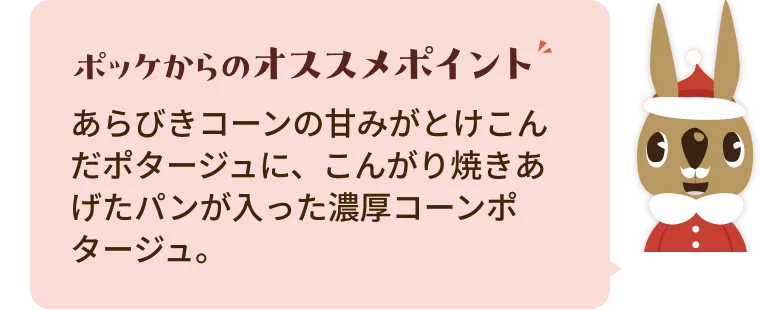 ポッケからのオススメポイント
あらびきコーンの甘みがとけこん
だポタージュに、こんがり焼きあ
げたパンが入った濃厚コーンポ
タージュ。